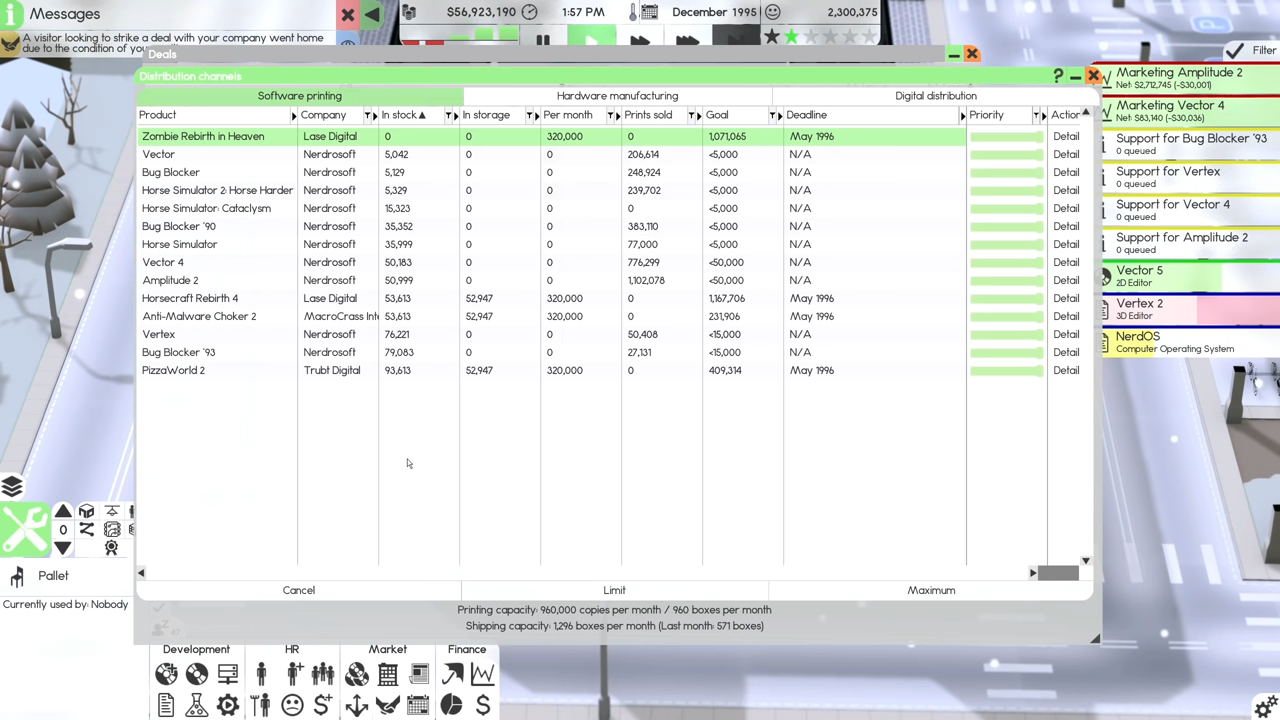 Messages
A visitor looking to strike a deal with your company went home
due to the condition of you
$56,923,190
1:57 PM
December 1995
2,300,375
Deals
Filter
Distribution channels
?
Software printing
Hardware manufacturing
Digital distribution
Product Company In stock In storage Per month Prints sold Goal Deadline Priority Action
Zombie Rebirth in Heaven Lase Digital 0 0 320,000 0 1,071,065 May 1996 Detail
Vector Nerdrosoft 5,042 0 0 206,614 <5,000 N/A Detail
Bug Blocker Nerdrosoft 5,129 0 0 248,924 <5,000 N/A Detail
Horse Simulator 2: Horse Harder Nerdrosoft 5,329 0 0 239,702 <5,000 N/A Detail
Horse Simulator: Cataclysm Nerdrosoft 15,323 0 0 0 <5,000 N/A Detail
Bug Blocker '90 Nerdrosoft 35,352 0 0 383,110 <5,000 N/A Detail
Horse Simulator Nerdrosoft 35,999 0 0 77,000 <5,000 N/A Detail
Vector 4 Nerdrosoft 50,183 0 0 776,299 <50,000 N/A Detail
Amplitude 2 Nerdrosoft 50,999 0 0 1,102,078 <50,000 N/A Detail
Horsecraft Rebirth 4 Lase Digital 53,613 52,947 320,000 0 1,167,706 May 1996 Detail
Anti-Malware Choker 2 MacroCrass Inte 53,613 52,947 320,000 0 231,906 May 1996 Detail
Vertex Nerdrosoft 76,221 0 0 50,408 <15,000 N/A Detail
Bug Blocker '93 Nerdrosoft 79,083 0 0 27,131 <15,000 N/A Detail
PizzaWorld 2 Trubt Digital 93,613 52,947 320,000 0 409,314 May 1996 Detail
Cancel
Limit
Maximum
Printing capacity: 960,000 copies per month / 960 boxes per month
Shipping capacity: 1,296 boxes per month (Last month: 571 boxes)
Marketing Amplitude 2
Net: $2,712,745 (-$30,001)
Marketing Vector 4
Net: $83,140 (-$30,036)
Support for Bug Blocker '93
0 queued
Support for Vertex
0 queued
Support for Vector 4
0 queued
Support for Amplitude 2
0 queued
Vector 5
2D Editor
Vertex 2
3D Editor
NerdOS
Computer Operating System
0
Pallet
Currently used by: Nobody
47
Development
HR
Market
Finance